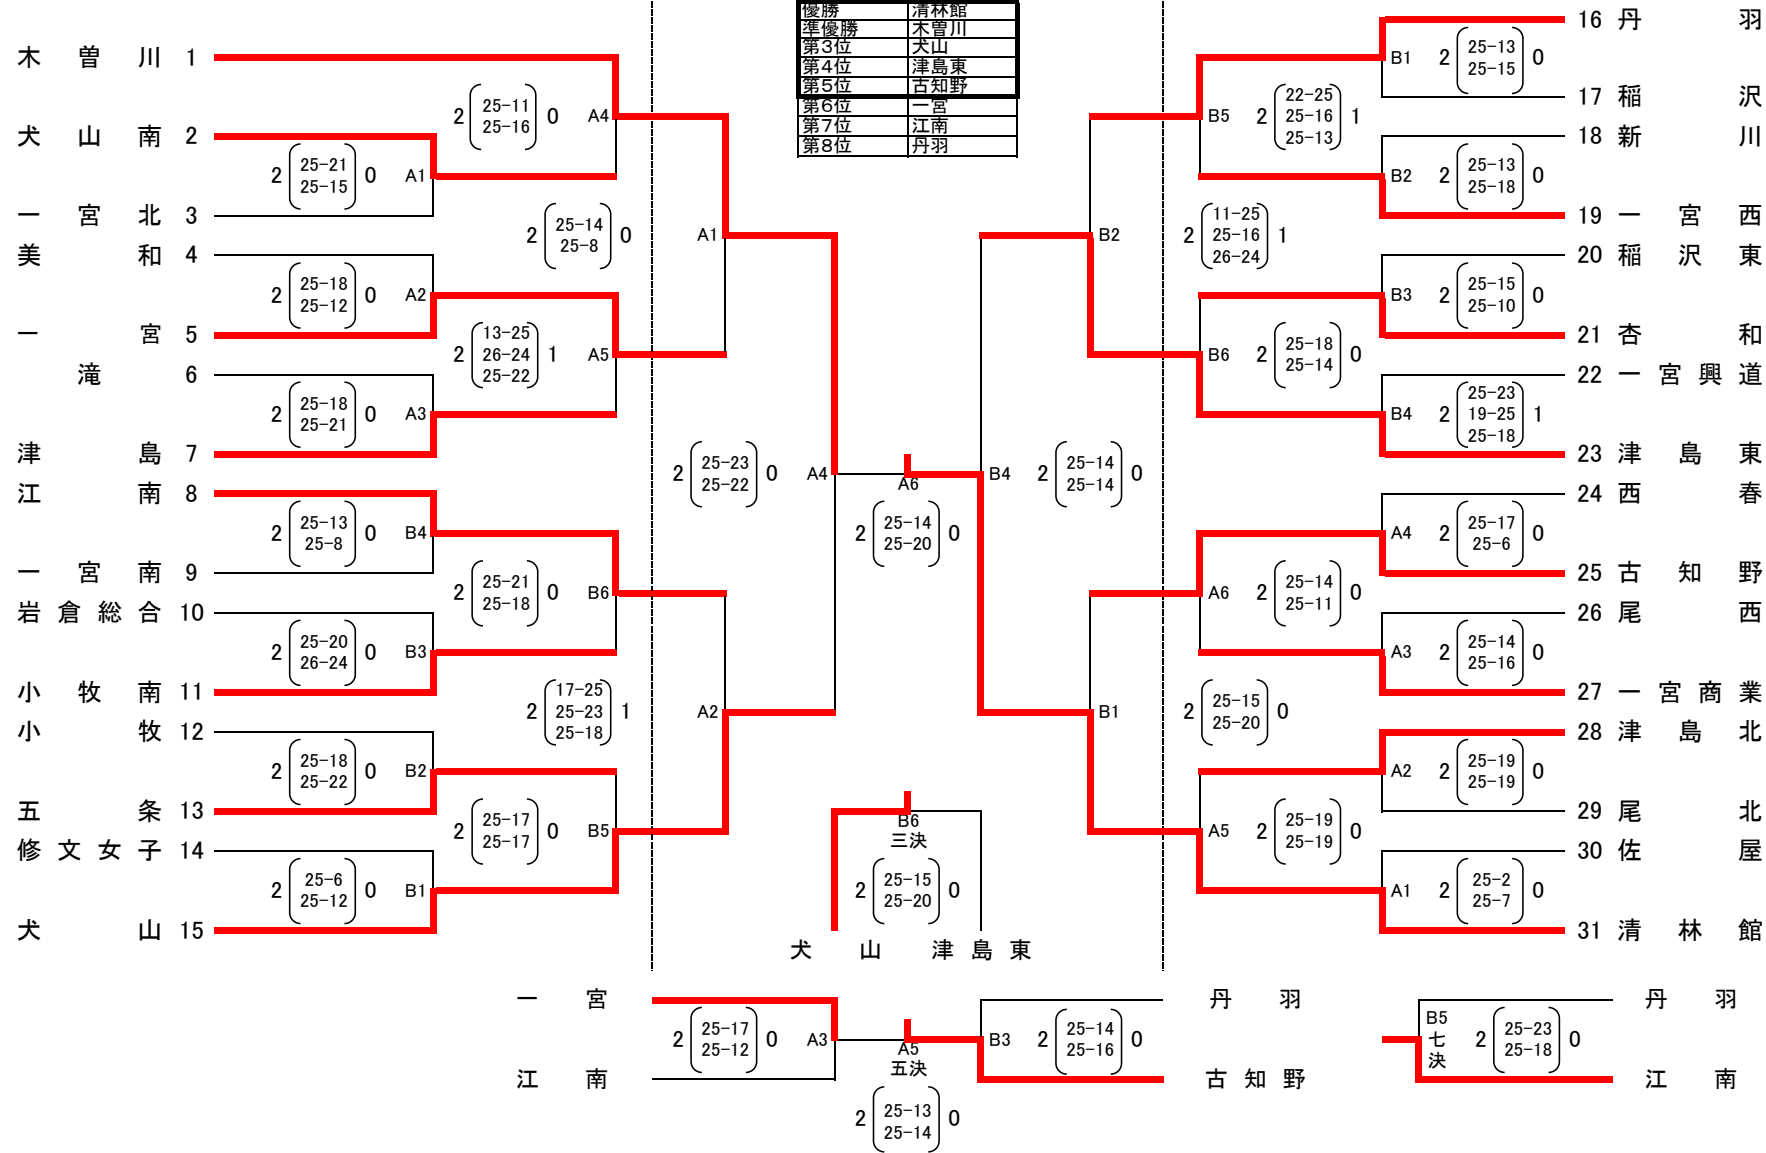 優勝 清林館
準優勝 木曽川
第3位 犬山
第4位 津島東
第5位 古知野
第6位 一宮
第7位 江南
第8位 丹羽
木曽川 1
犬山南 2
一宮北 3
美和 4
一宮 5
滝 6
津島 7
江南 8
一宮南 9
岩倉総合 10
小牧南 11
小牧 12
五条 13
修文女子 14
犬山 15
2 25-21 0 A1
25-15
2 25-18 0 A2
25-12
2 25-18 0 A3
25-21
2 25-13 0 B4
25-8
2 25-20 0 B3
26-24
2 25-18 0 B2
25-22
2 25-6 0 B1
25-12
2 25-11 0 A4
25-16
2 13-25 1 A5
26-24
25-22
2 25-21 0 B6
25-18
2 25-17 0 B5
25-17
2 25-14 0 A1
25-8
2 17-25 1 A2
25-23
25-18
2 25-23 0 A4
25-22
A6
2 25-14 0
25-20
B4 2 25-14 0
25-14
B2 2 11-25 1
25-16
26-24
B1 2 25-15 0
25-20
B5 2 22-25 1
25-16
25-13
B6 2 25-18 0
25-14
A6 2 25-14 0
25-11
A5 2 25-19 0
25-19
B1 2 25-13 0
25-15
B2 2 25-13 0
25-18
B3 2 25-15 0
25-10
B4 2 25-23 1
19-25
25-18
A4 2 25-17 0
25-6
A3 2 25-14 0
25-16
A2 2 25-19 0
25-19
A1 2 25-2 0
25-7
16 丹羽
17 稲沢
18 新川
19 一宮西
20 稲沢東
21 杏和
22 一宮興道
23 津島東
24 西春
25 古知野
26 尾西
27 一宮商業
28 津島北
29 尾北
30 佐屋
31 清林館
B6
三決
2 25-15 0
25-20
犬山 津島東
一宮
江南
2 25-17 0 A3
25-12
A5
五決
2 25-13 0
25-14
B3 2 25-14 0
25-16
丹羽
古知野
B5
七決
2 25-23 0
25-18
丹羽
江南